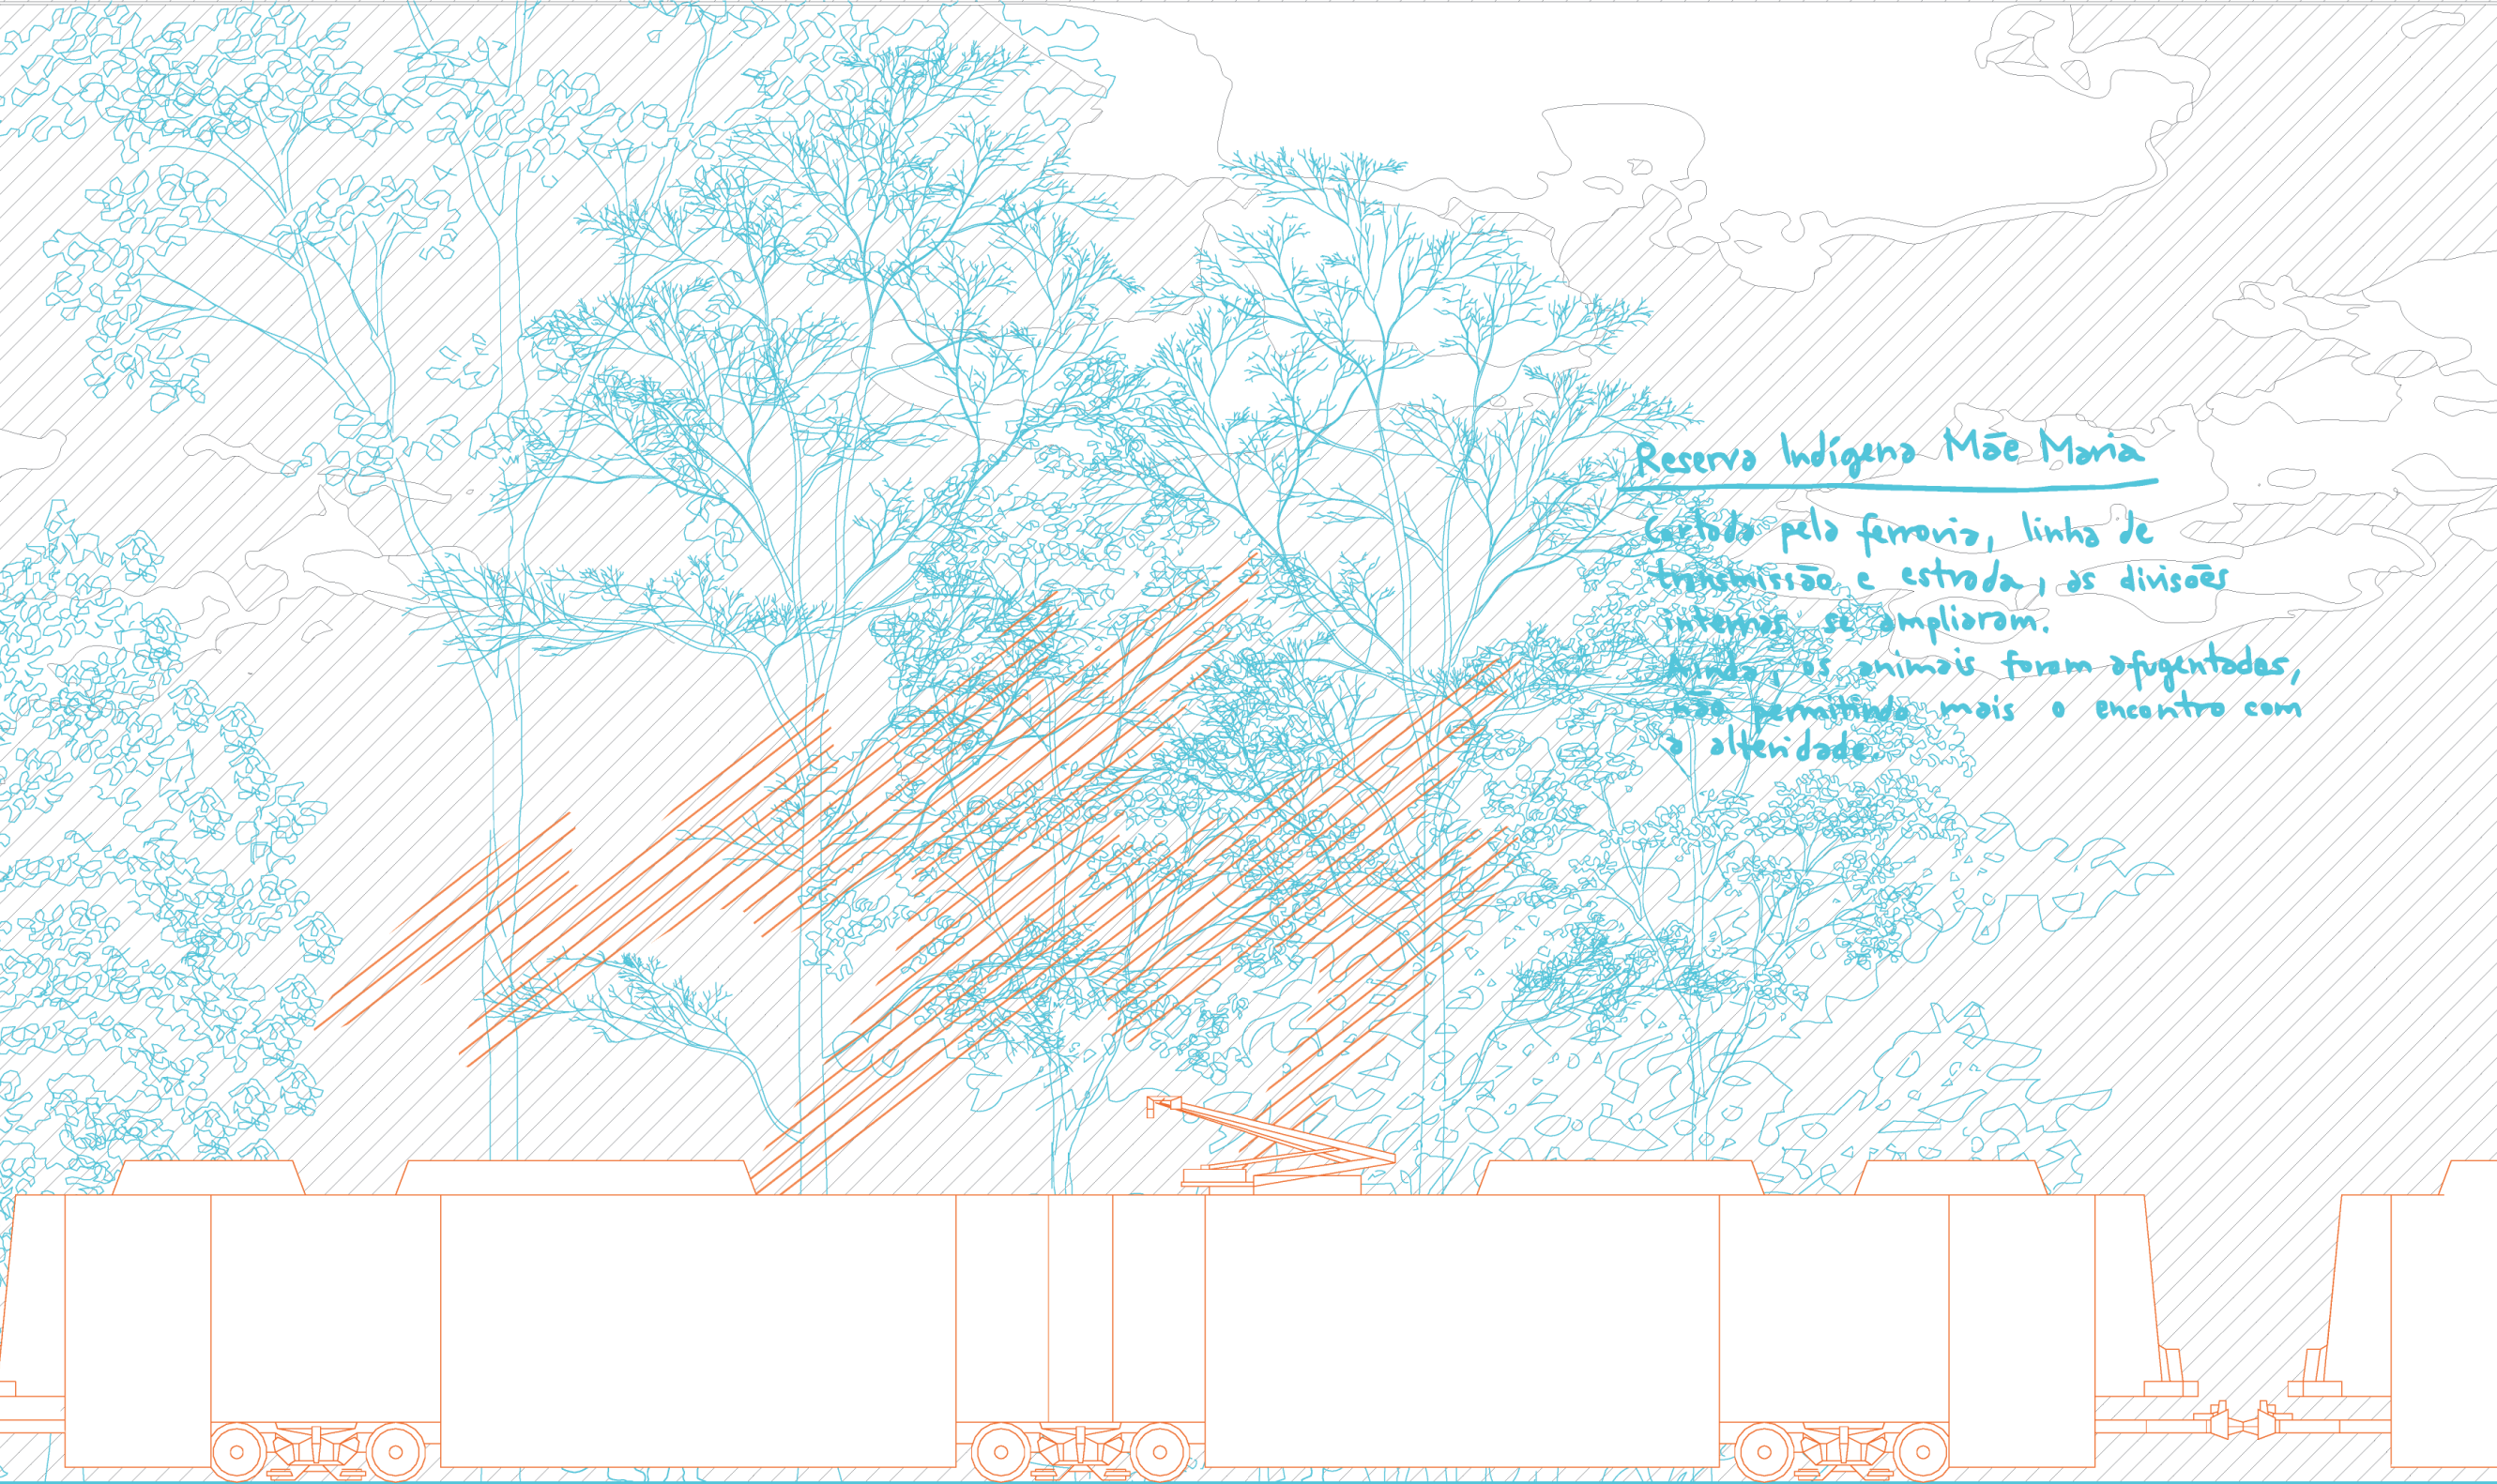 Reserva Indígena Mãe Maria
Cortada pela ferrovia, linha de
transmissão e estrada, as divisões
internas se ampliaram.
Ainda, os animais foram afugentados,
não permitindo mais o encontro com
a alteridade.